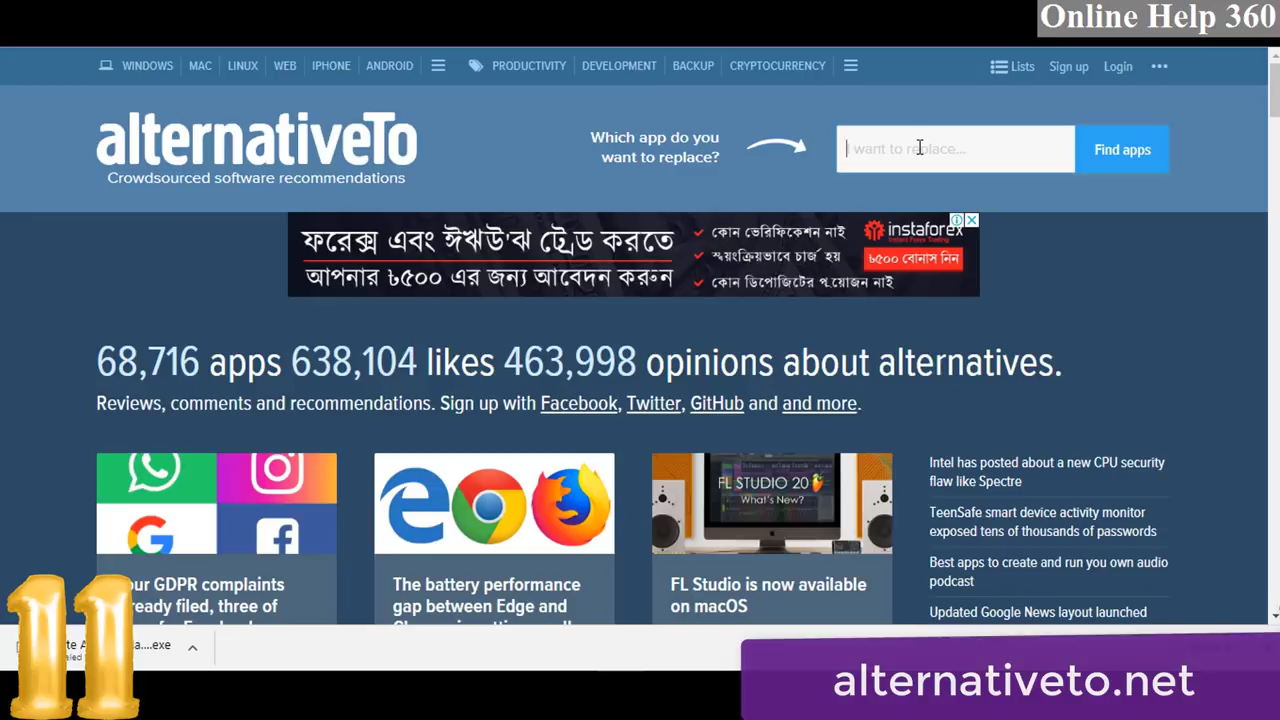 Online Help 360
WINDOWS MAC LINUX WEB IPHONE ANDROID PRODUCTIVITY DEVELOPMENT BACKUP CRYPTOCURRENCY Lists Sign up Login
alternativeTo
Crowdsourced software recommendations
Which app do you
want to replace?
I want to replace...
Find apps
ফরেক্স এবং ঈঋউ'ঝ ট্রেড করতে
আপনার ৳৫০০ এর জন্য আবেদন করুন
কোন ভেরিফিকেশন নাই
স্বয়ংক্রিয়ভাবে চার্জ হয়
কোন ডিপোজিটের প্রয়োজন নাই
instaforex
Instant Forex Trading
৳৫০০ বোনাস নিন
68,716 apps 638,104 likes 463,998 opinions about alternatives.
Reviews, comments and recommendations. Sign up with Facebook, Twitter, GitHub and and more.
FL STUDIO 20
What's New?
our GDPR complaints
ready filed, three of
The battery performance
gap between Edge and
FL Studio is now available
on macOS
Intel has posted about a new CPU security
flaw like Spectre
TeenSafe smart device activity monitor
exposed tens of thousands of passwords
Best apps to create and run you own audio
podcast
Updated Google News layout launched
11
....exe
alternativeto.net